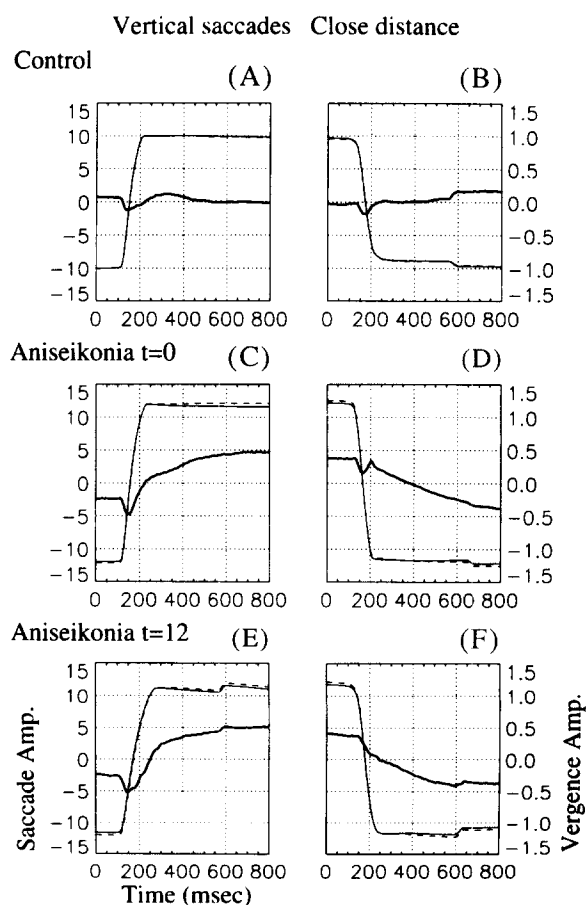 Vertical saccades Close distance
Control
(A)
(B)
15
10
5
0
−5
−10
−15
1.5
1.0
0.5
0.0
−0.5
−1.0
−1.5
0 200 400 600 800
0 200 400 600 800
Aniseikonia t=0
(C)
(D)
15
10
5
0
−5
−10
−15
1.5
1.0
0.5
0.0
−0.5
−1.0
−1.5
0 200 400 600 800
0 200 400 600 800
Aniseikonia t=12
(E)
(F)
15
10
5
0
−5
−10
−15
1.5
1.0
0.5
0.0
−0.5
−1.0
−1.5
0 200 400 600 800
0 200 400 600 800
Saccade Amp.
Vergence Amp.
Time (msec)